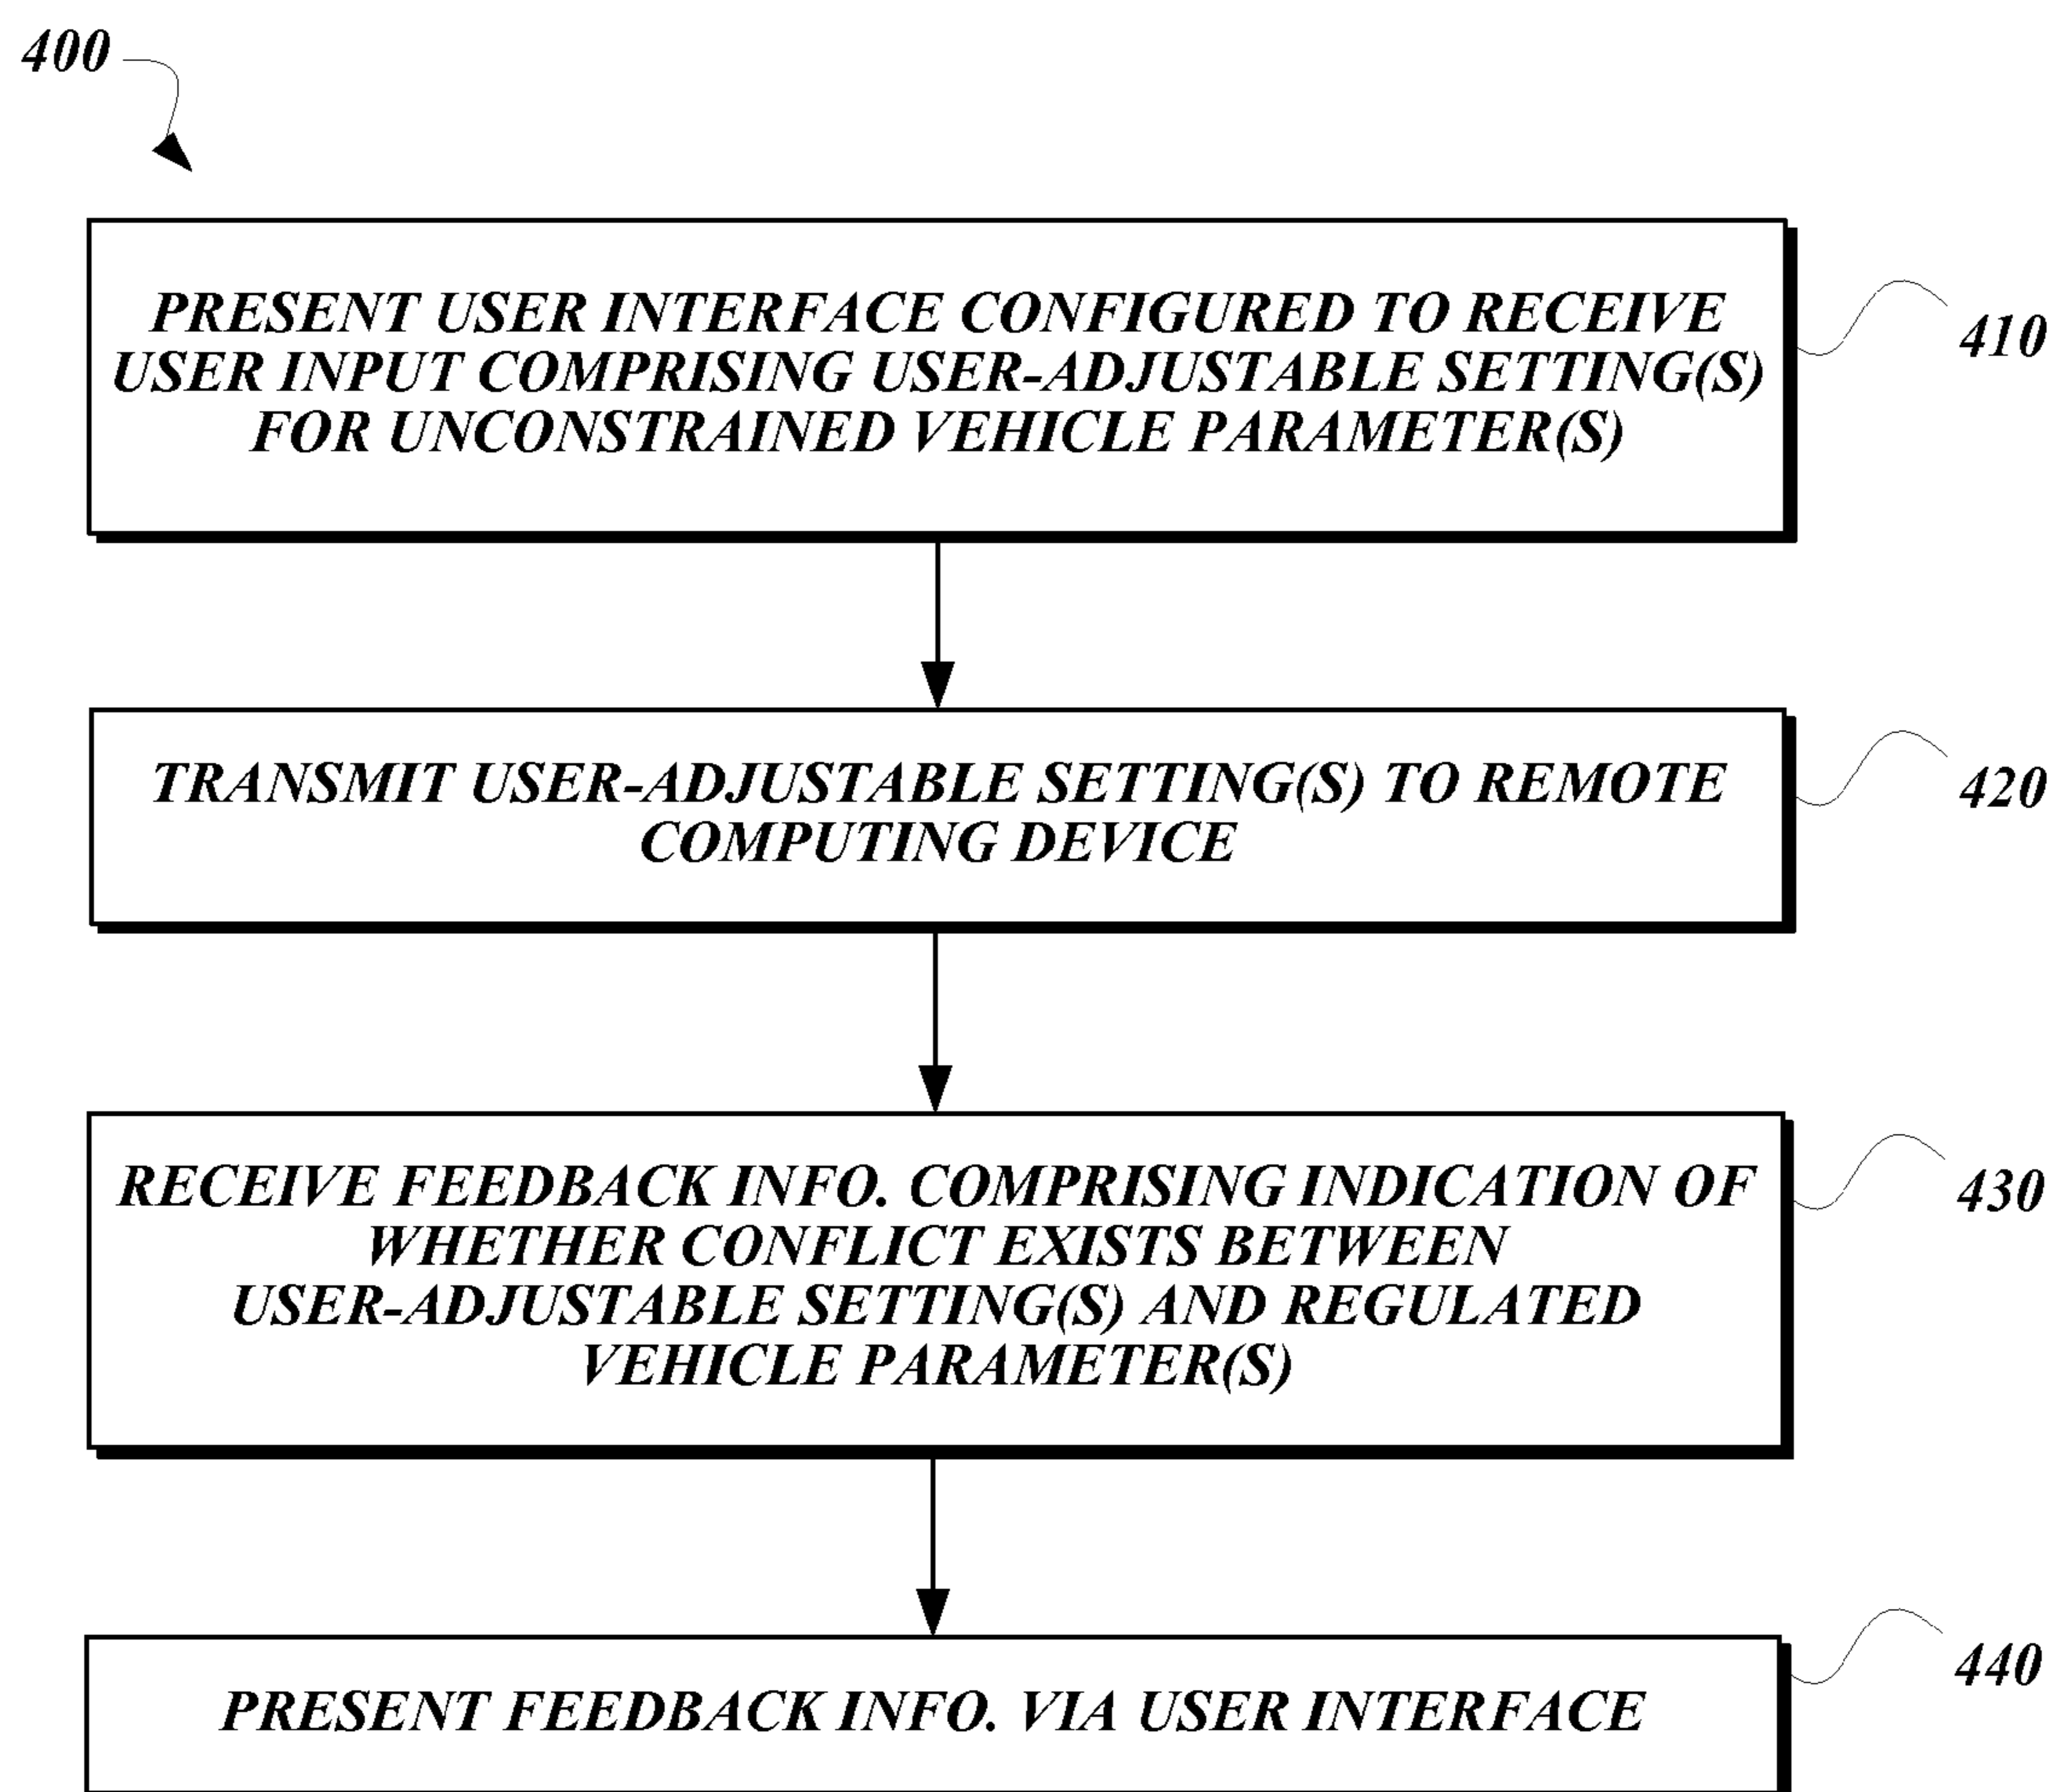 400
PRESENT USER INTERFACE CONFIGURED TO RECEIVE
USER INPUT COMPRISING USER-ADJUSTABLE SETTING(S)
FOR UNCONSTRAINED VEHICLE PARAMETER(S)
410
TRANSMIT USER-ADJUSTABLE SETTING(S) TO REMOTE
COMPUTING DEVICE
420
RECEIVE FEEDBACK INFO. COMPRISING INDICATION OF
WHETHER CONFLICT EXISTS BETWEEN
USER-ADJUSTABLE SETTING(S) AND REGULATED
VEHICLE PARAMETER(S)
430
PRESENT FEEDBACK INFO. VIA USER INTERFACE
440